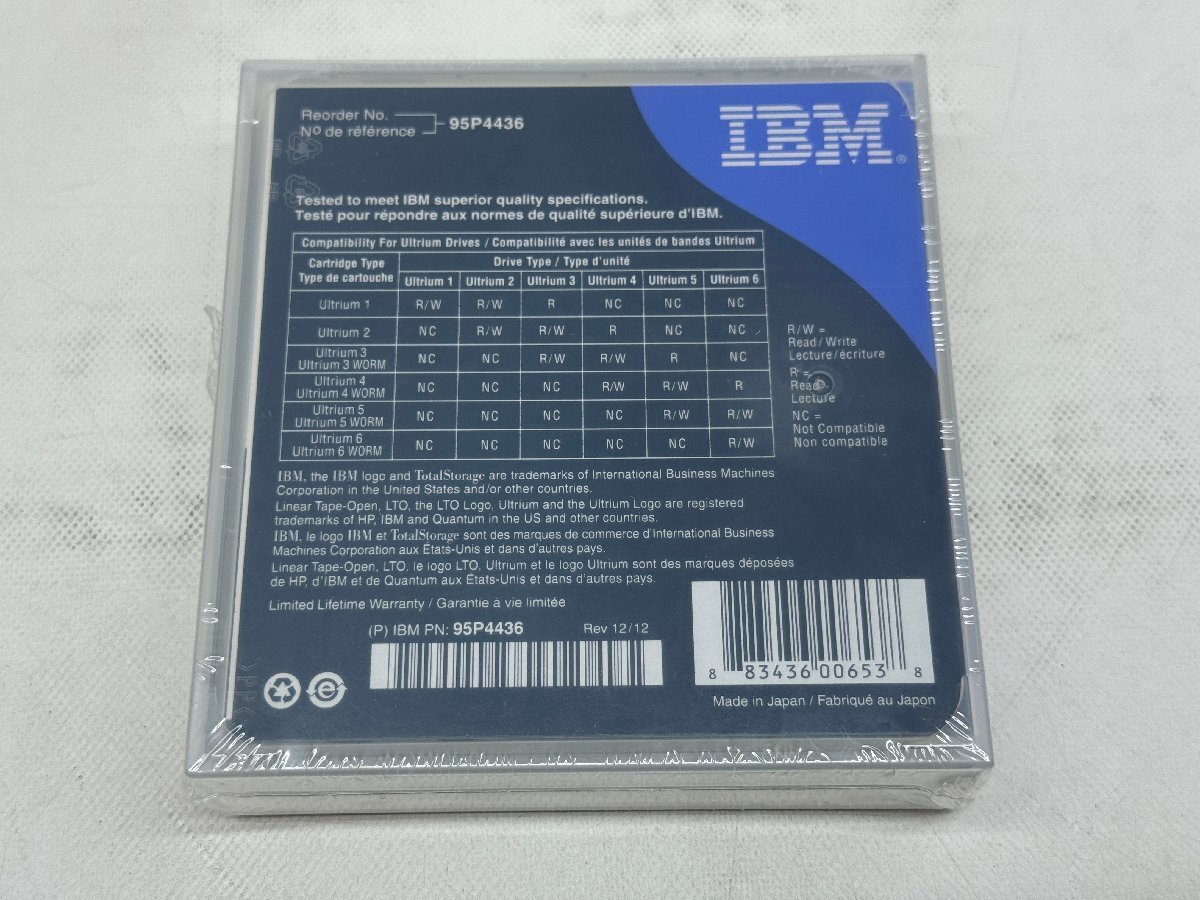 Reorder No.
Nº de référence
95P4436
IBM®
Tested to meet IBM superior quality specifications.
Testé pour répondre aux normes de qualité supérieure d'IBM.
Compatibility For Ultrium Drives / Compatibilité avec les unités de bandes Ultrium
Cartridge Type
Type de cartouche
Drive Type / Type d'unité
Ultrium 1 Ultrium 2 Ultrium 3 Ultrium 4 Ultrium 5 Ultrium 6
Ultrium 1 R/W R/W R NC NC NC
Ultrium 2 NC R/W R/W R NC NC
Ultrium 3
Ultrium 3 WORM NC NC R/W R/W R NC
Ultrium 4
Ultrium 4 WORM NC NC NC R/W R/W R
Ultrium 5
Ultrium 5 WORM NC NC NC NC R/W R/W
Ultrium 6
Ultrium 6 WORM NC NC NC NC NC R/W
R/W =
Read/Write
Lecture/écriture
R =
Read
Lecture
NC =
Not Compatible
Non compatible
IBM, the IBM logo and TotalStorage are trademarks of International Business Machines
Corporation in the United States and/or other countries.
Linear Tape-Open, LTO, the LTO Logo, Ultrium and the Ultrium Logo are registered
trademarks of HP, IBM and Quantum in the US and other countries.
IBM, le logo IBM et TotalStorage sont des marques de commerce d'International Business
Machines Corporation aux États-Unis et dans d'autres pays.
Linear Tape-Open, LTO, le logo LTO, Ultrium et le logo Ultrium sont des marques déposées
de HP, d'IBM et de Quantum aux États-Unis et dans d'autres pays.
Limited Lifetime Warranty / Garantie à vie limitée
(P) IBM PN: 95P4436 Rev 12/12
8 83436 00653 8
Made in Japan / Fabriqué au Japon